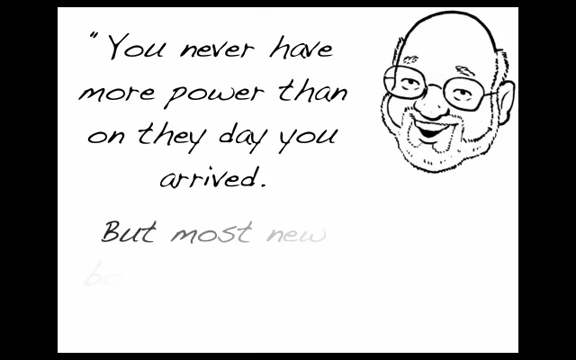 "You never have
more power than
on they day you
arrived.
But most new